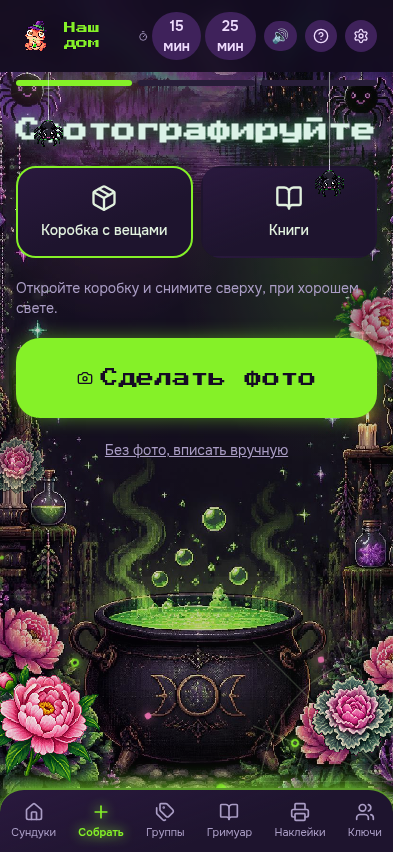 Наш
дом
15
мин
25
мин
Сфотографируйте
Коробка с вещами
Книги
Откройте коробку и снимите сверху, при хорошем
свете.
Сделать фото
Без фото, вписать вручную
Сундуки
Собрать
Группы
Гримуар
Наклейки
Ключи